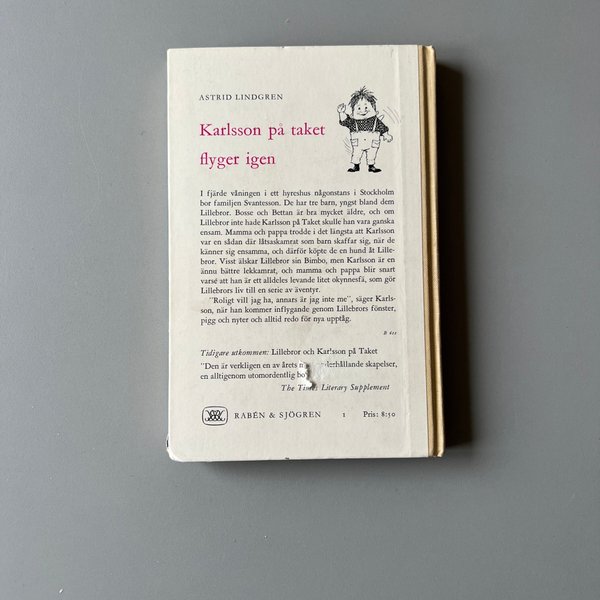 ASTRID LINDGREN
Karlsson på taket
flyger igen
I fjärde våningen i ett hyreshus någonstans i Stockholm
bor familjen Svantesson. De har tre barn, yngst bland dem
Lillebror. Bosse och Bettan är bra mycket äldre, och om
Lillebror inte hade Karlsson på Taket skulle han vara ganska
ensam. Mamma och pappa trodde i det längsta att Karlsson
var en sådan där låtsaskamrat som barn skaffar sig, när de
känner sig ensamma, och därför köpte de en hund åt Lille-
bror. Visst älskar Lillebror sin Bimbo, men Karlsson är en
ännu bättre lekkamrat, och mamma och pappa blir snart
varse att han är ett alldeles levande litet okynnesfä, som gör
Lillebrors liv till en serie av äventyr.
"Roligt vill jag ha, annars är jag inte me", säger Karls-
son, när han kommer inflygande genom Lillebrors fönster,
pigg och nyter och alltid redo för nya upptåg.
Tidigare utkommen: Lillebror och Karlsson på Taket
"Den är verkligen en av årets skapelser,
en alltigenom utomordentlig
The Literary Supplement
RABÉN & SJÖGREN 1 Pris: 8:50